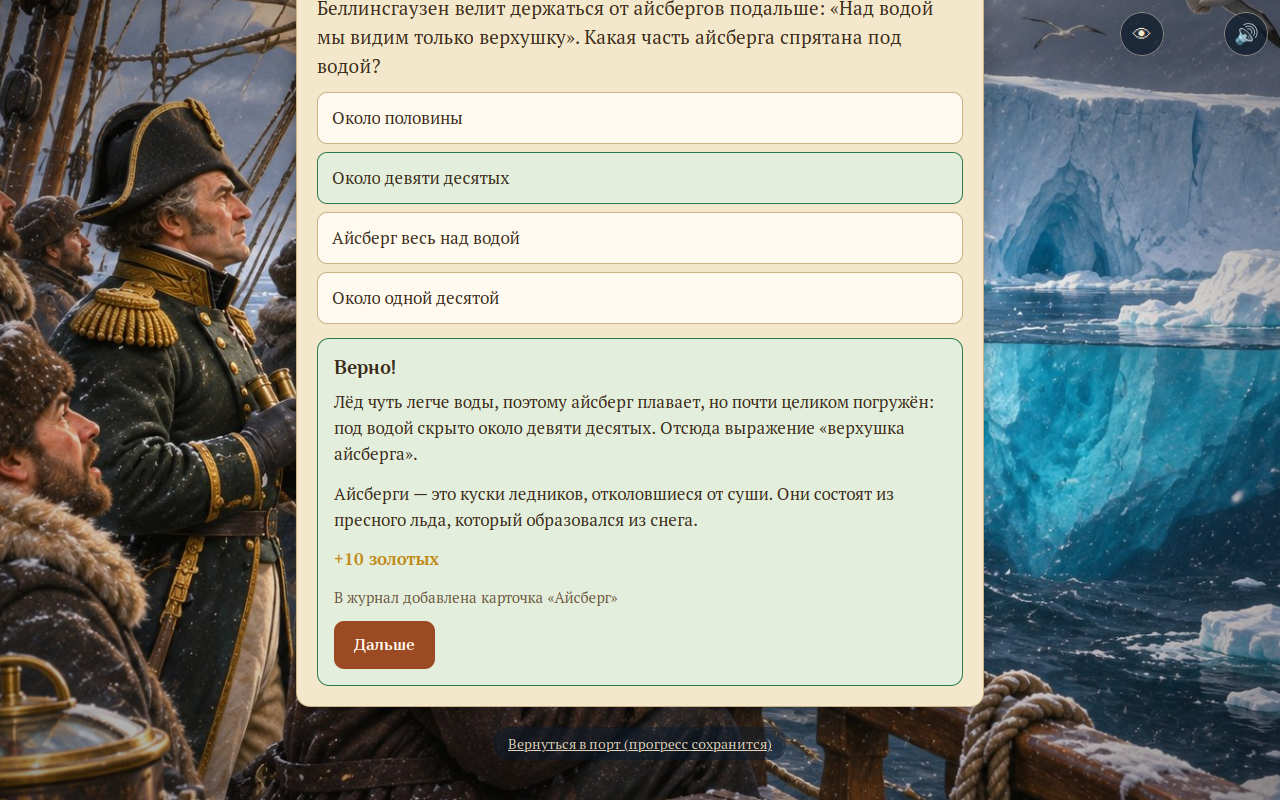 Беллинсгаузен велит держаться от айсбергов подальше: «Над водой
мы видим только верхушку». Какая часть айсберга спрятана под
водой?
Около половины
Около девяти десятых
Айсберг весь над водой
Около одной десятой
Верно!
Лёд чуть легче воды, поэтому айсберг плавает, но почти целиком погружён:
под водой скрыто около девяти десятых. Отсюда выражение «верхушка
айсберга».
Айсберги — это куски ледников, отколовшиеся от суши. Они состоят из
пресного льда, который образовался из снега.
+10 золотых
В журнал добавлена карточка «Айсберг»
Дальше
Вернуться в порт (прогресс сохранится)